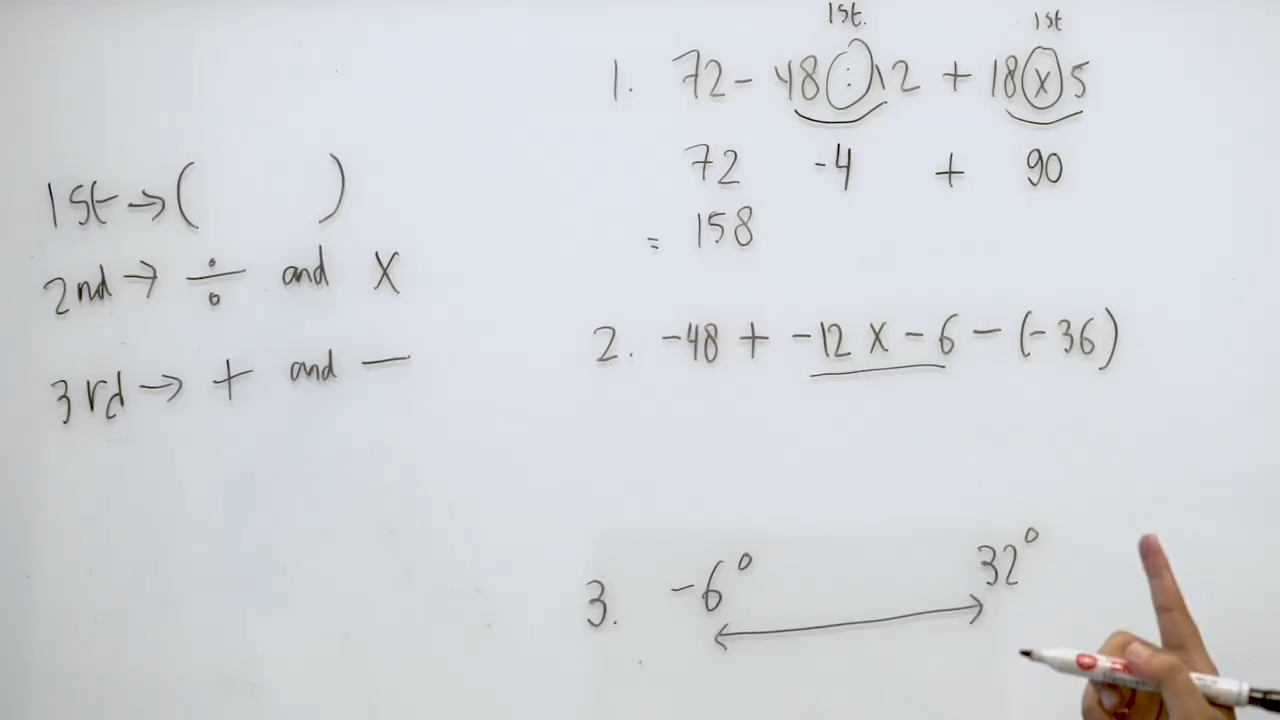 1st → ( )
2nd → ÷ and x
3rd → + and —
1st. 1st
1. 72 - 48 : 12 + 18 x 5
72 -4 + 90
= 158
2. -48 + -12 x -6 - (-36)
3. -6° 32°